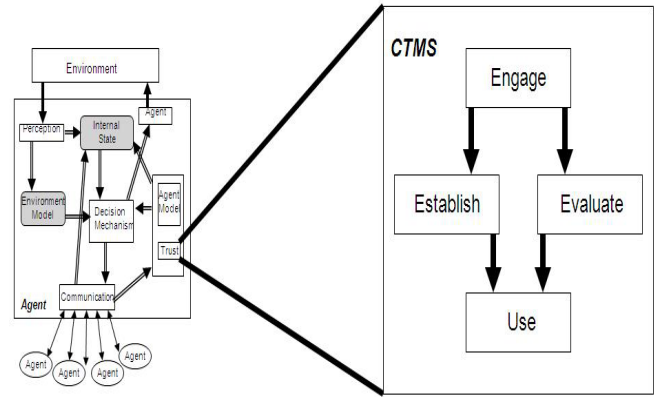 Environment
Agent
Perception
Internal
State
Environment
Model
Decision
Mechanism
Agent
Model
Trust
Communication
Agent
Agent
Agent
Agent
Agent
CTMS
Engage
Establish
Evaluate
Use